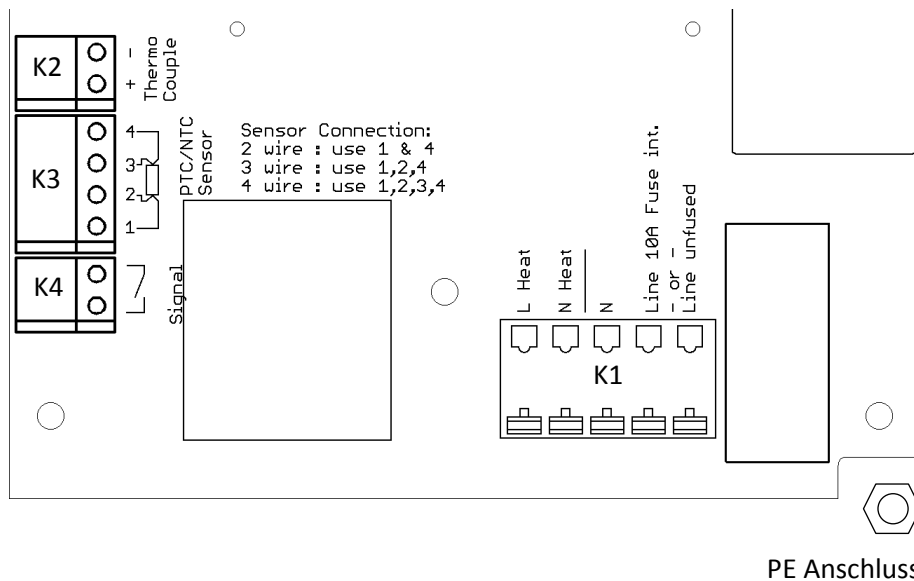 K2
-
+
Thermo
Couple
K3
4
3
2
1
PTC/NTC
Sensor
Sensor Connection:
2 wire : use 1 & 4
3 wire : use 1,2,4
4 wire : use 1,2,3,4
K4
Signal
L Heat
N Heat
N
Line 10A Fuse int.
- or -
Line unfused
K1
PE Anschluss